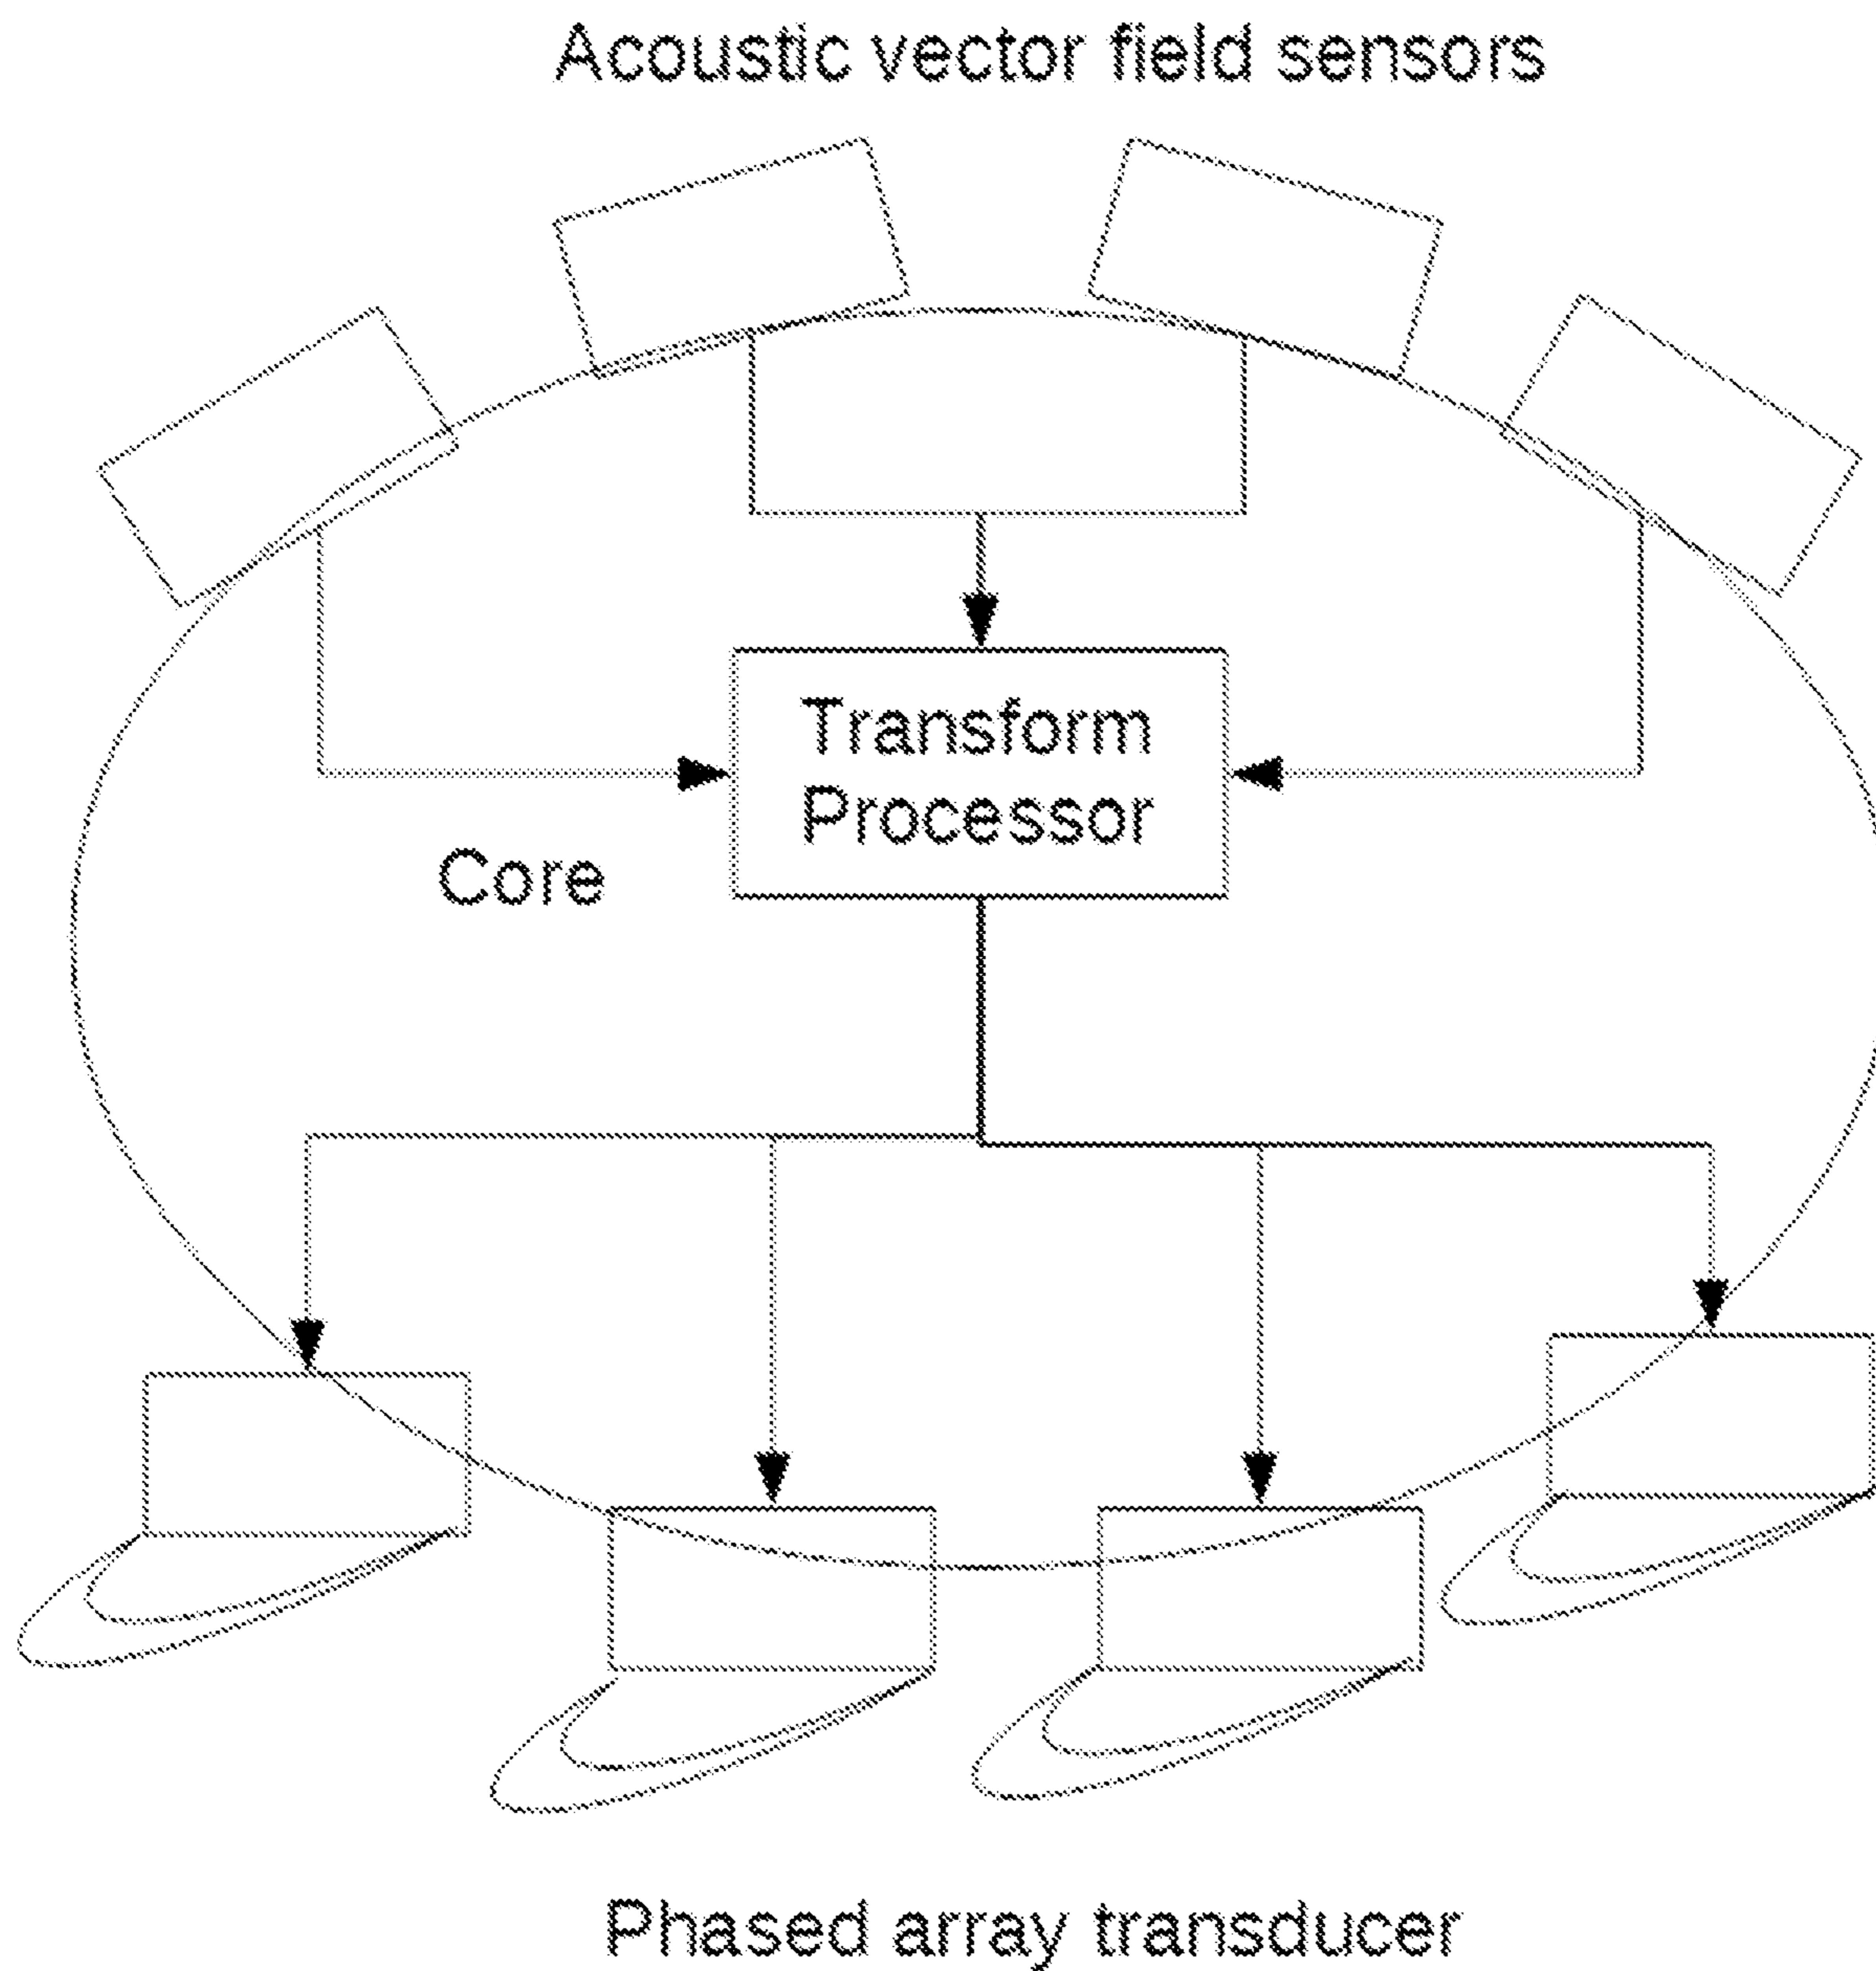 Acoustic vector field sensors
Transform
Processor
Core
Phased array transducer